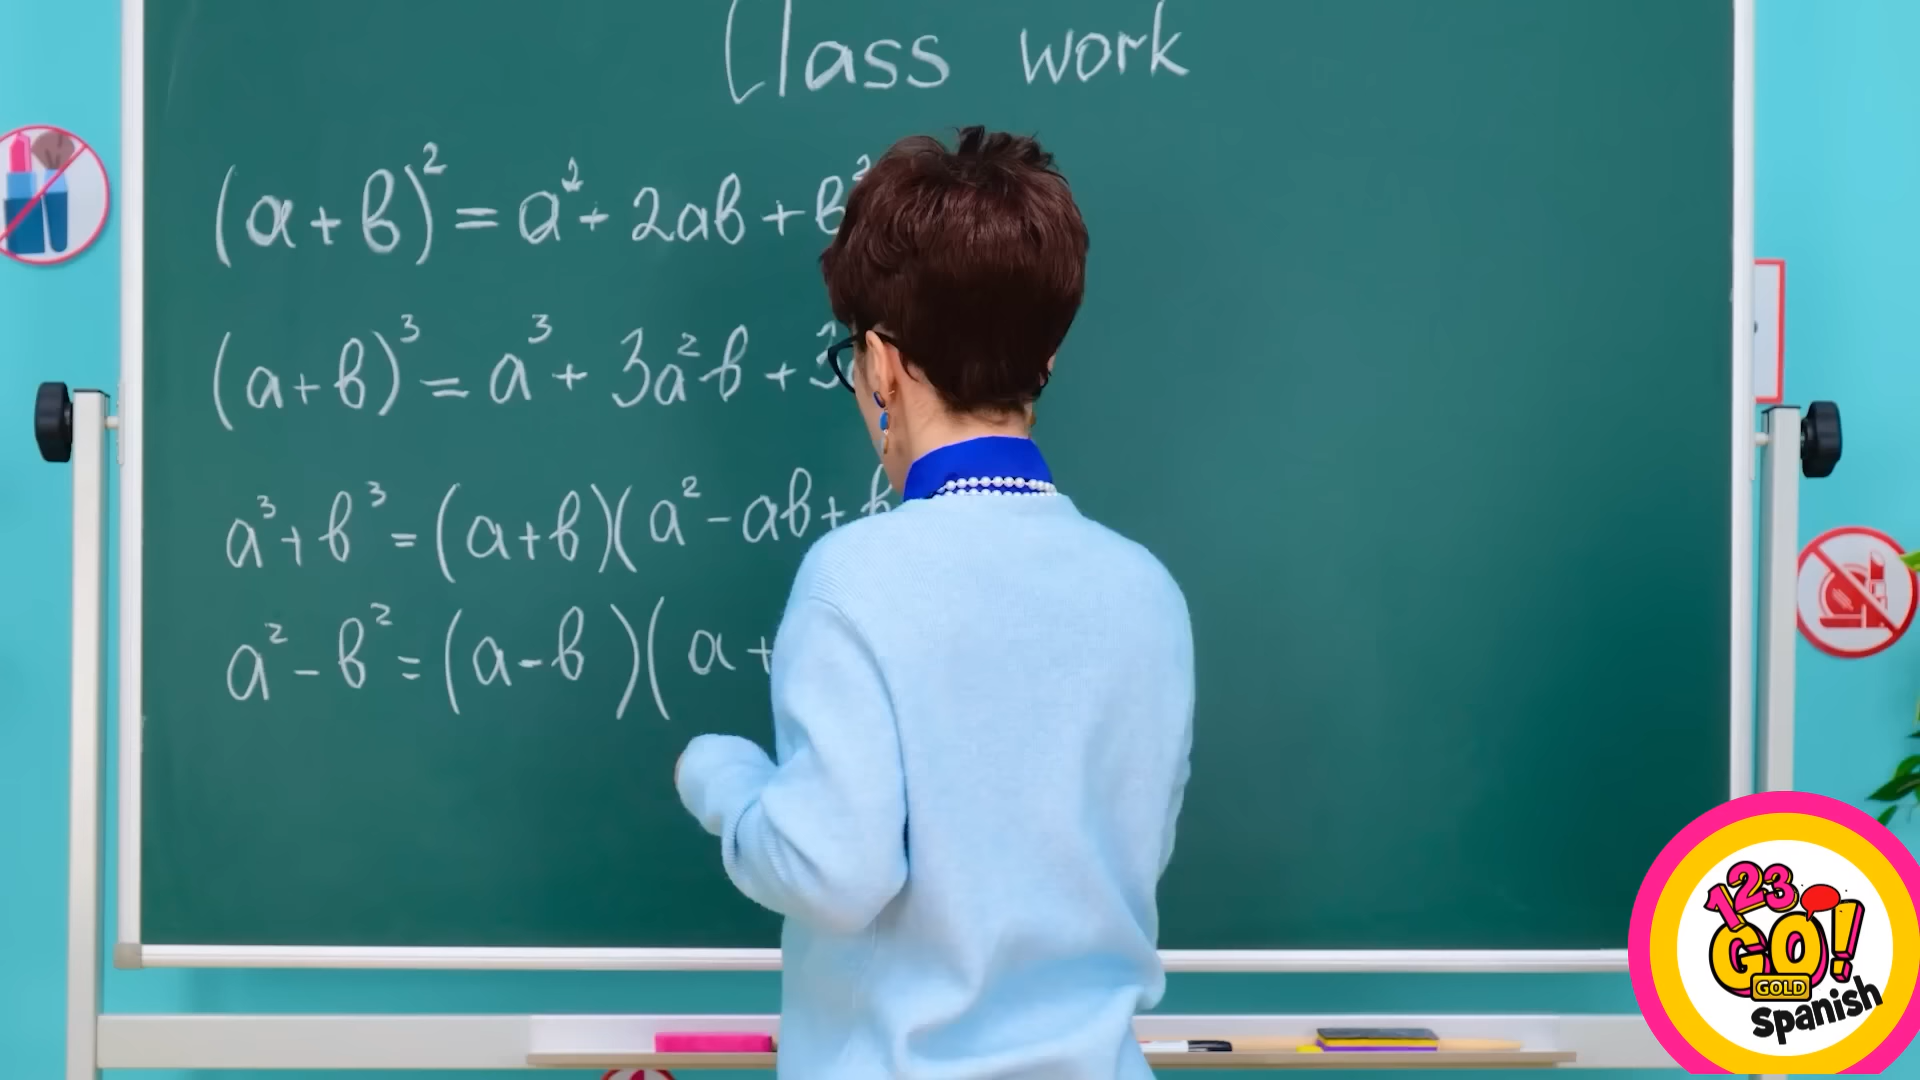 Class work
(a+b)² = a² + 2ab + b²
(a+b)³ = a³ + 3a²b + 3
a³+b³ = (a+b)(a²-ab+b
a²-b² = (a-b)(a+
123
GO!
GOLD
Spanish